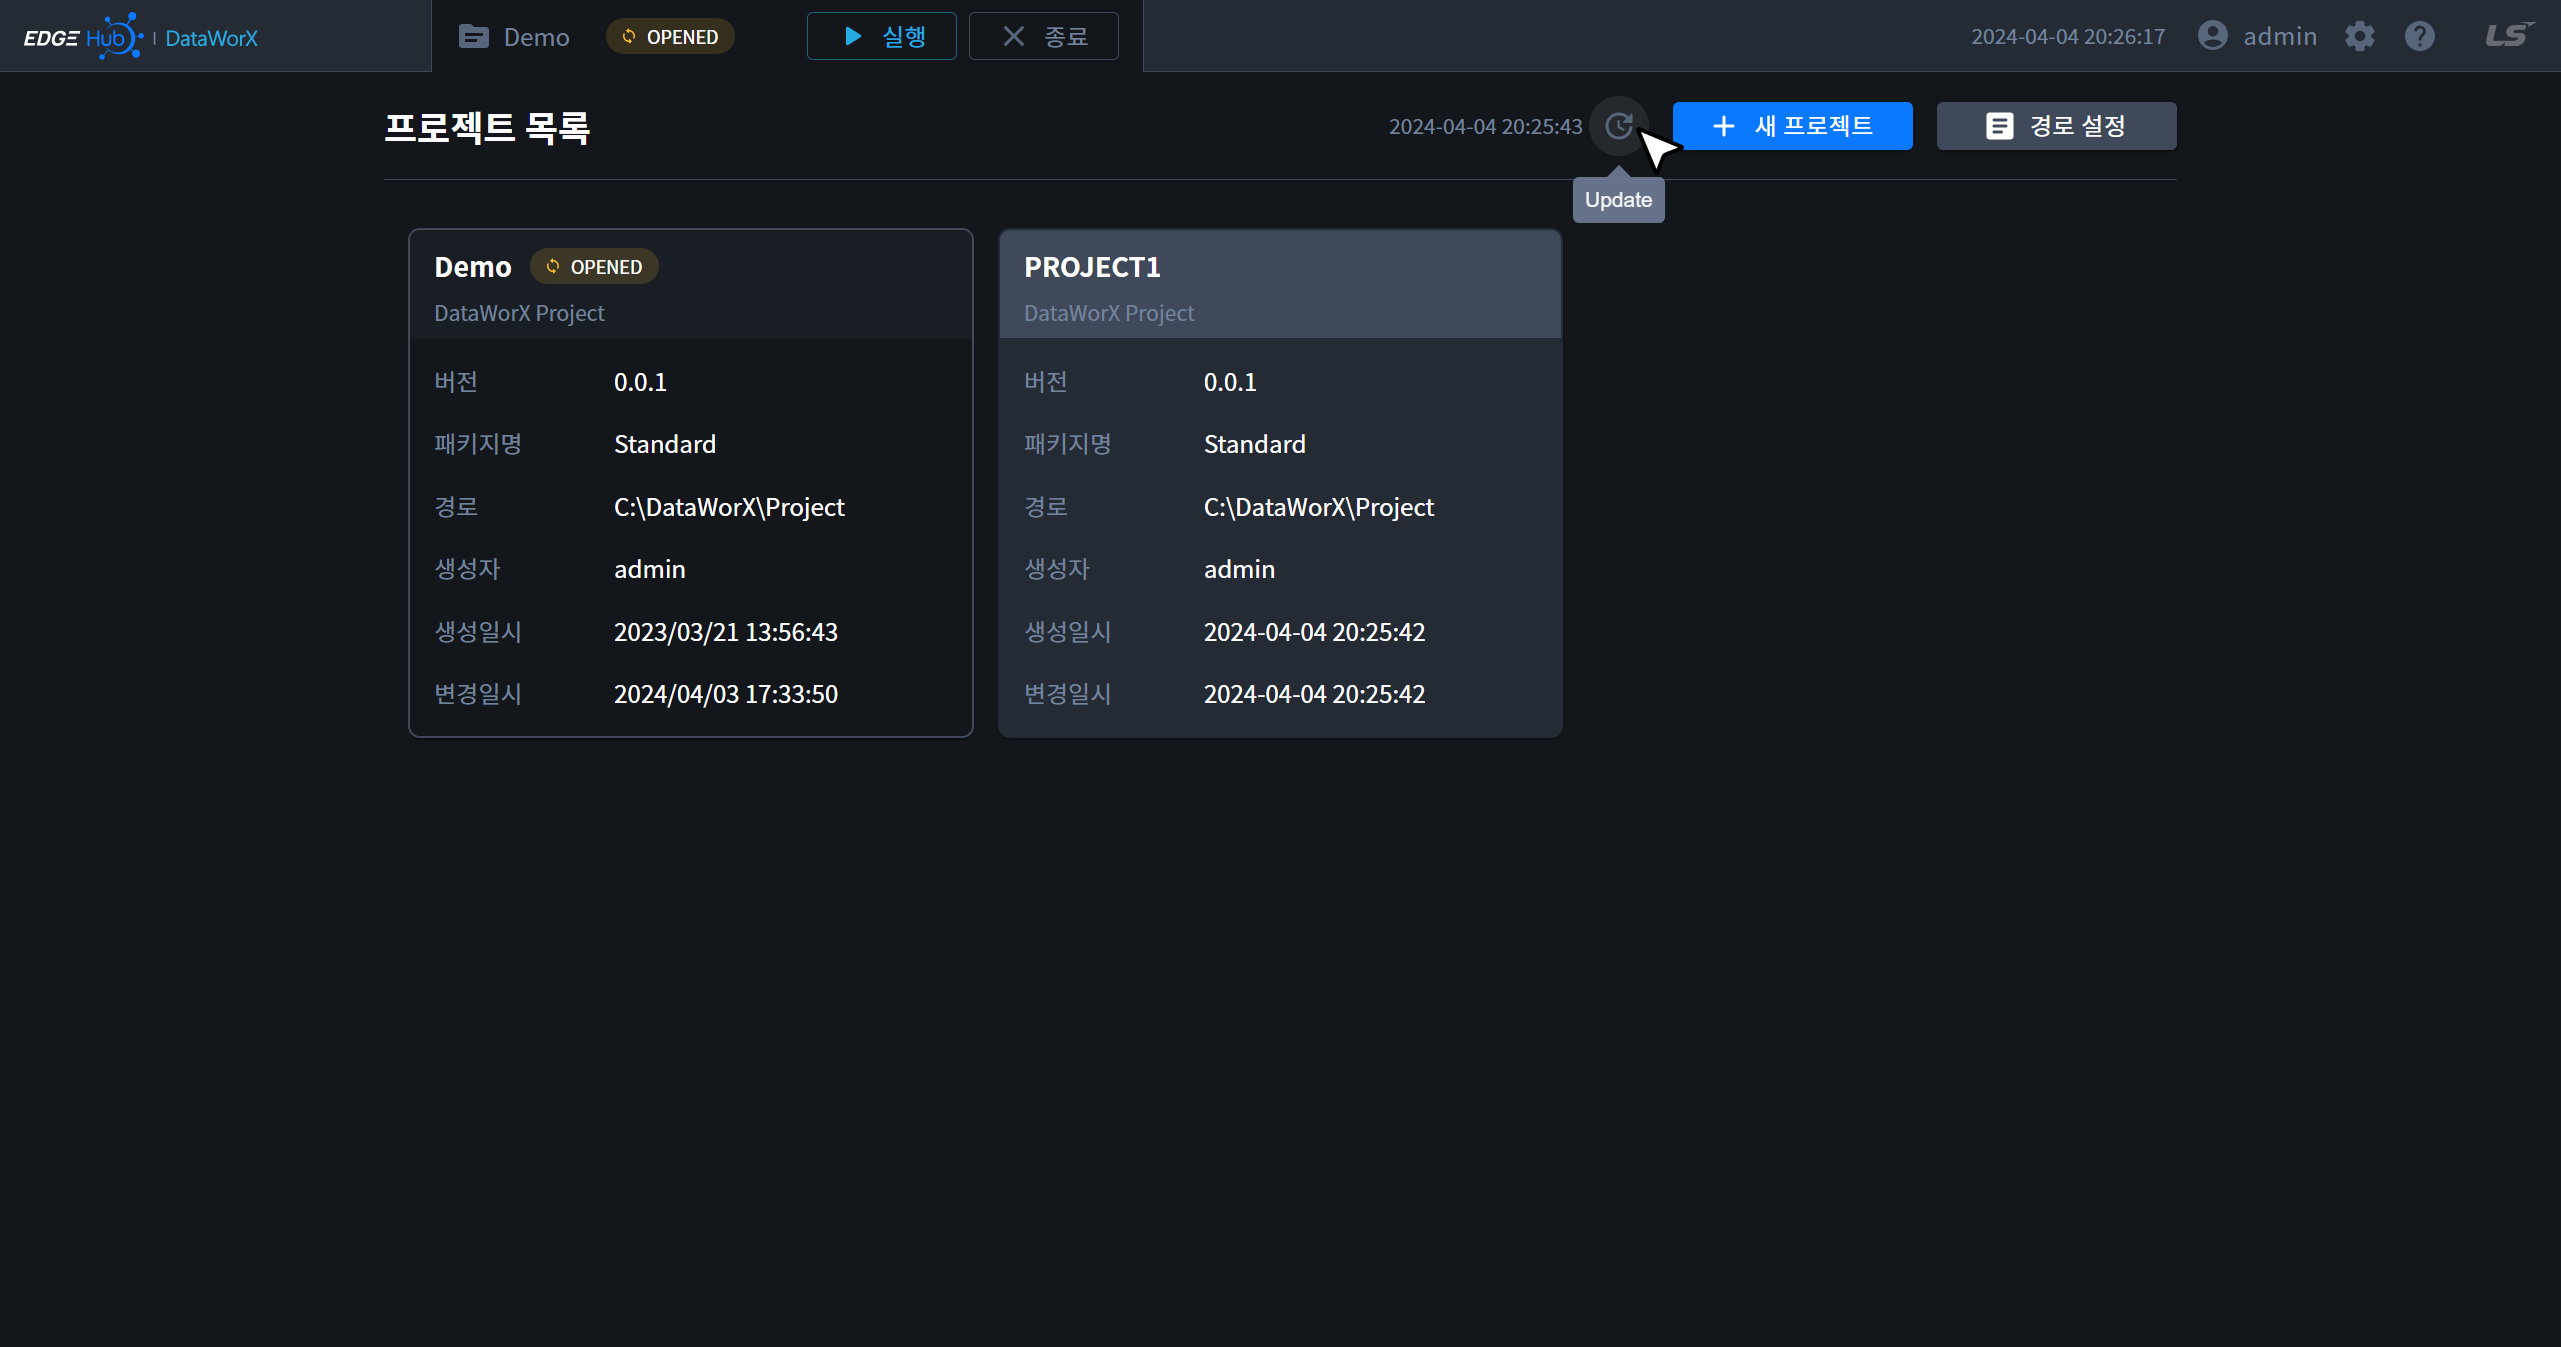 EDGE Hub | DataWorX
Demo
OPENED
실행
종료
2024-04-04 20:26:17
admin
LS
프로젝트 목록
2024-04-04 20:25:43
새 프로젝트
경로 설정
Update
Demo
OPENED
DataWorX Project
버전 0.0.1
패키지명 Standard
경로 C:\DataWorX\Project
생성자 admin
생성일시 2023/03/21 13:56:43
변경일시 2024/04/03 17:33:50
PROJECT1
DataWorX Project
버전 0.0.1
패키지명 Standard
경로 C:\DataWorX\Project
생성자 admin
생성일시 2024-04-04 20:25:42
변경일시 2024-04-04 20:25:42